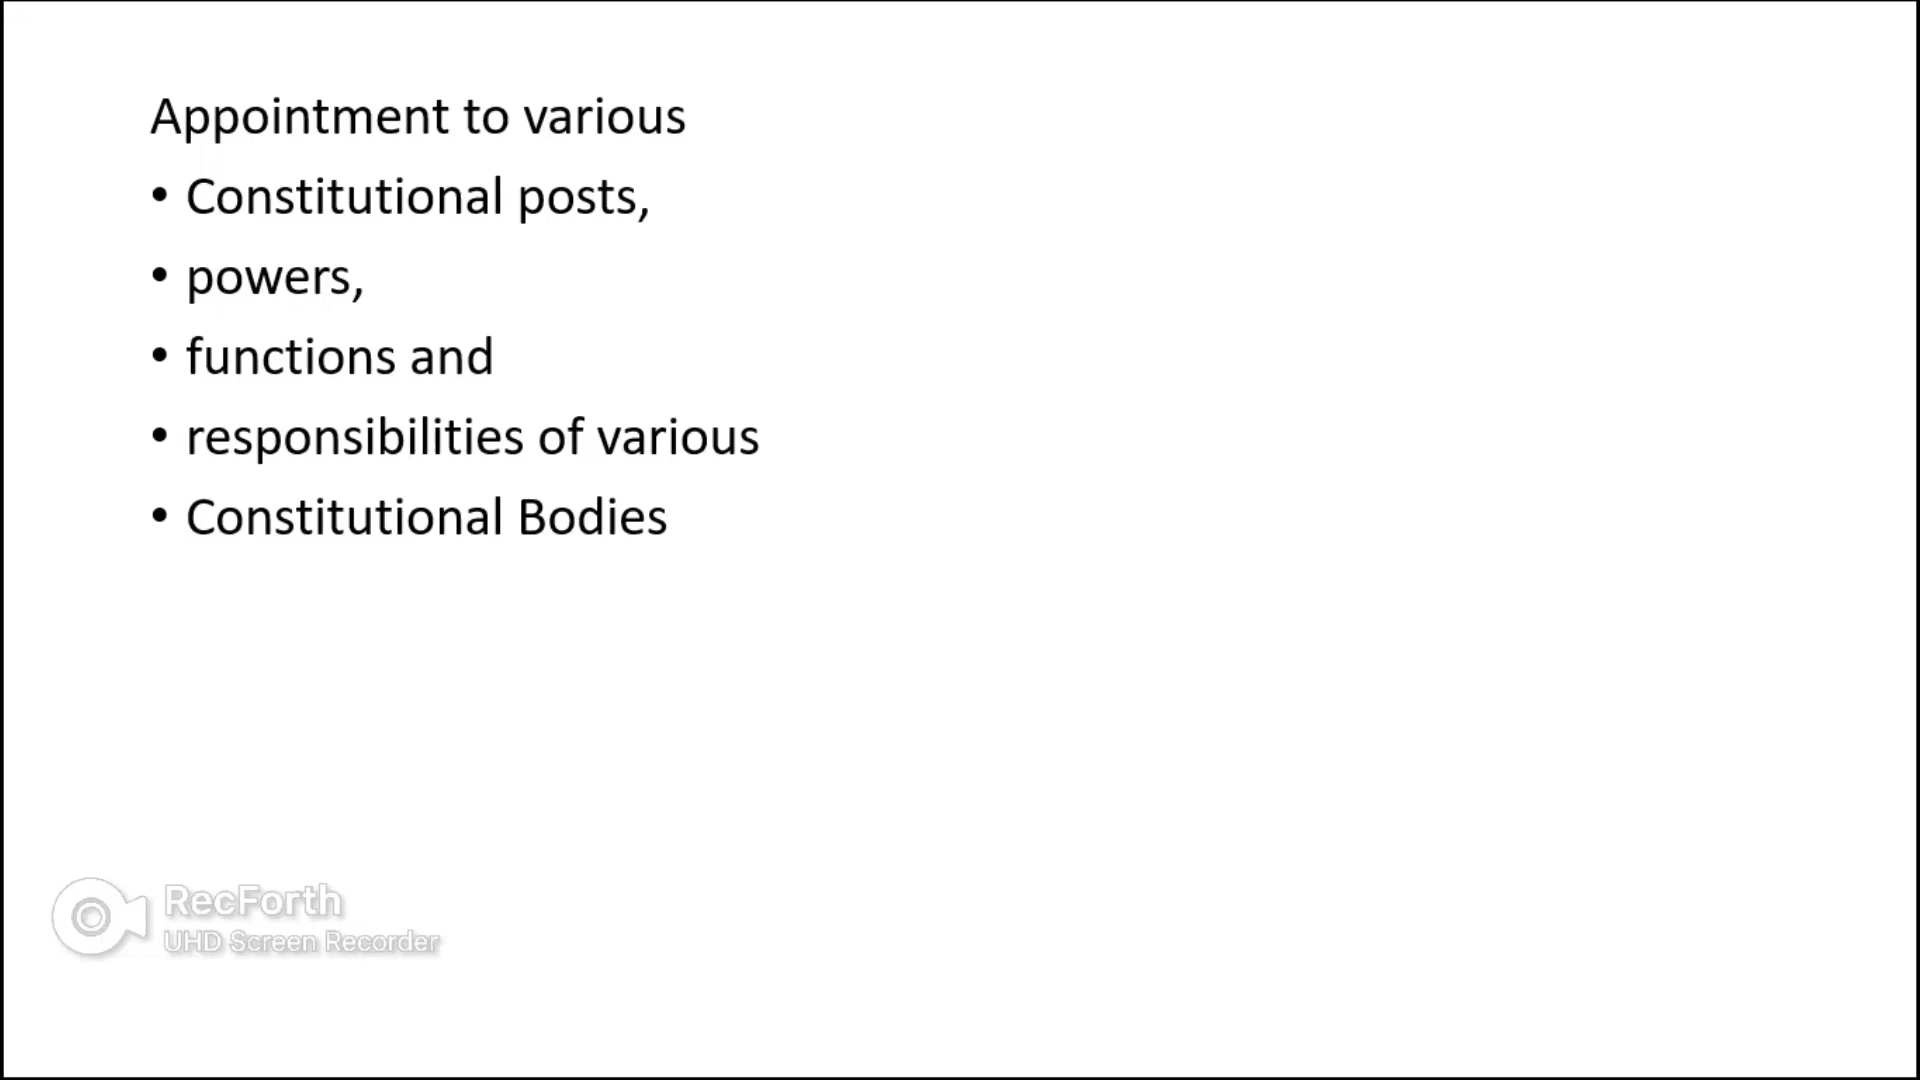 Appointment to various
• Constitutional posts,
• powers,
• functions and
• responsibilities of various
• Constitutional Bodies
RecForth
UHD Screen Recorder